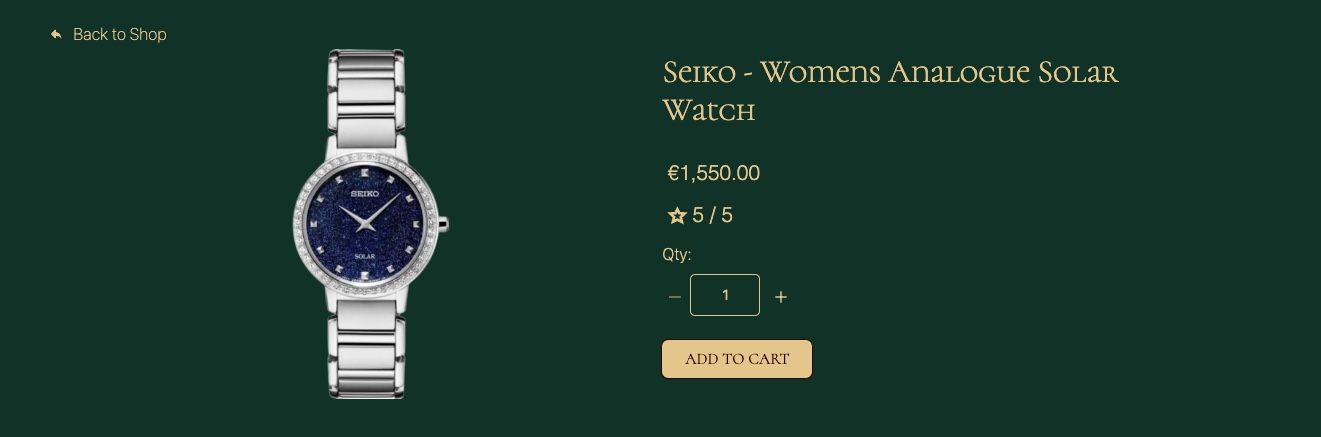 Back to Shop
Seiko - Womens Analogue Solar
Watch
SEIKO
SOLAR
€1,550.00
5 / 5
Qty:
− 1 +
ADD TO CART